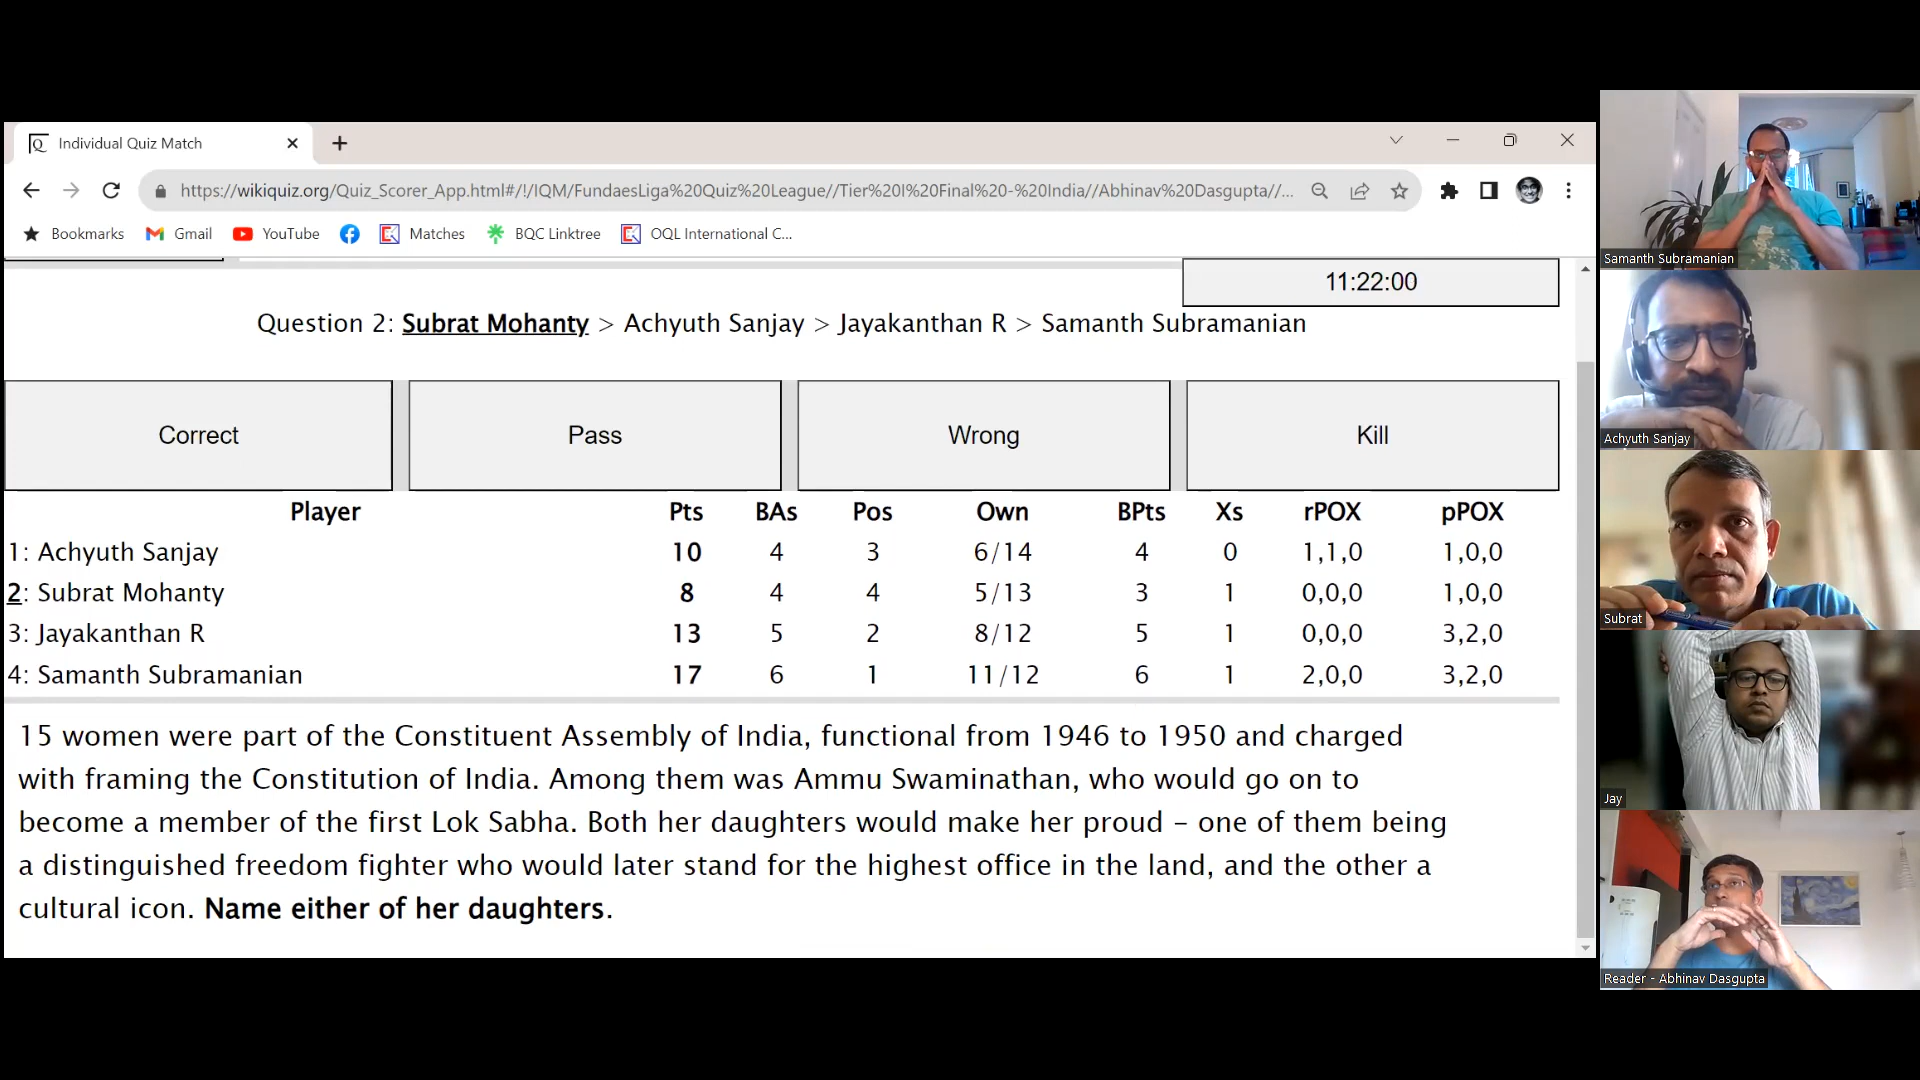 Individual Quiz Match
https://wikiquiz.org/Quiz_Scorer_App.html#/!/IQM/FundaesLiga%20Quiz%20League//Tier%20I%20Final%20-%20India//Abhinav%20Dasgupta//...
Bookmarks Gmail YouTube Matches BQC Linktree OQL International C...
11:22:00
Question 2: Subrat Mohanty > Achyuth Sanjay > Jayakanthan R > Samanth Subramanian
Correct Pass Wrong Kill
Player Pts BAs Pos Own BPts Xs rPOX pPOX
1: Achyuth Sanjay 10 4 3 6/14 4 0 1,1,0 1,0,0
2: Subrat Mohanty 8 4 4 5/13 3 1 0,0,0 1,0,0
3: Jayakanthan R 13 5 2 8/12 5 1 0,0,0 3,2,0
4: Samanth Subramanian 17 6 1 11/12 6 1 2,0,0 3,2,0
15 women were part of the Constituent Assembly of India, functional from 1946 to 1950 and charged
with framing the Constitution of India. Among them was Ammu Swaminathan, who would go on to
become a member of the first Lok Sabha. Both her daughters would make her proud – one of them being
a distinguished freedom fighter who would later stand for the highest office in the land, and the other a
cultural icon. Name either of her daughters.
Samanth Subramanian
Achyuth Sanjay
Subrat
Jay
Reader - Abhinav Dasgupta